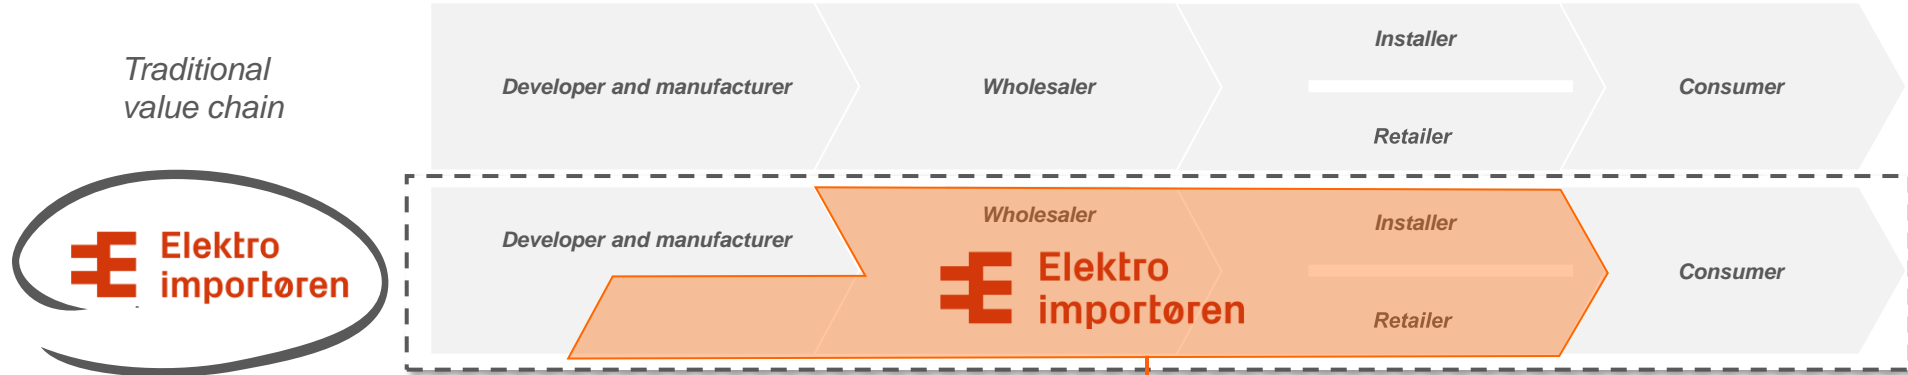 Traditional
value chain
Developer and manufacturer
Wholesaler
Installer
Retailer
Consumer
Elektro
importøren
Developer and manufacturer
Wholesaler
Elektro
importøren
Installer
Retailer
Consumer